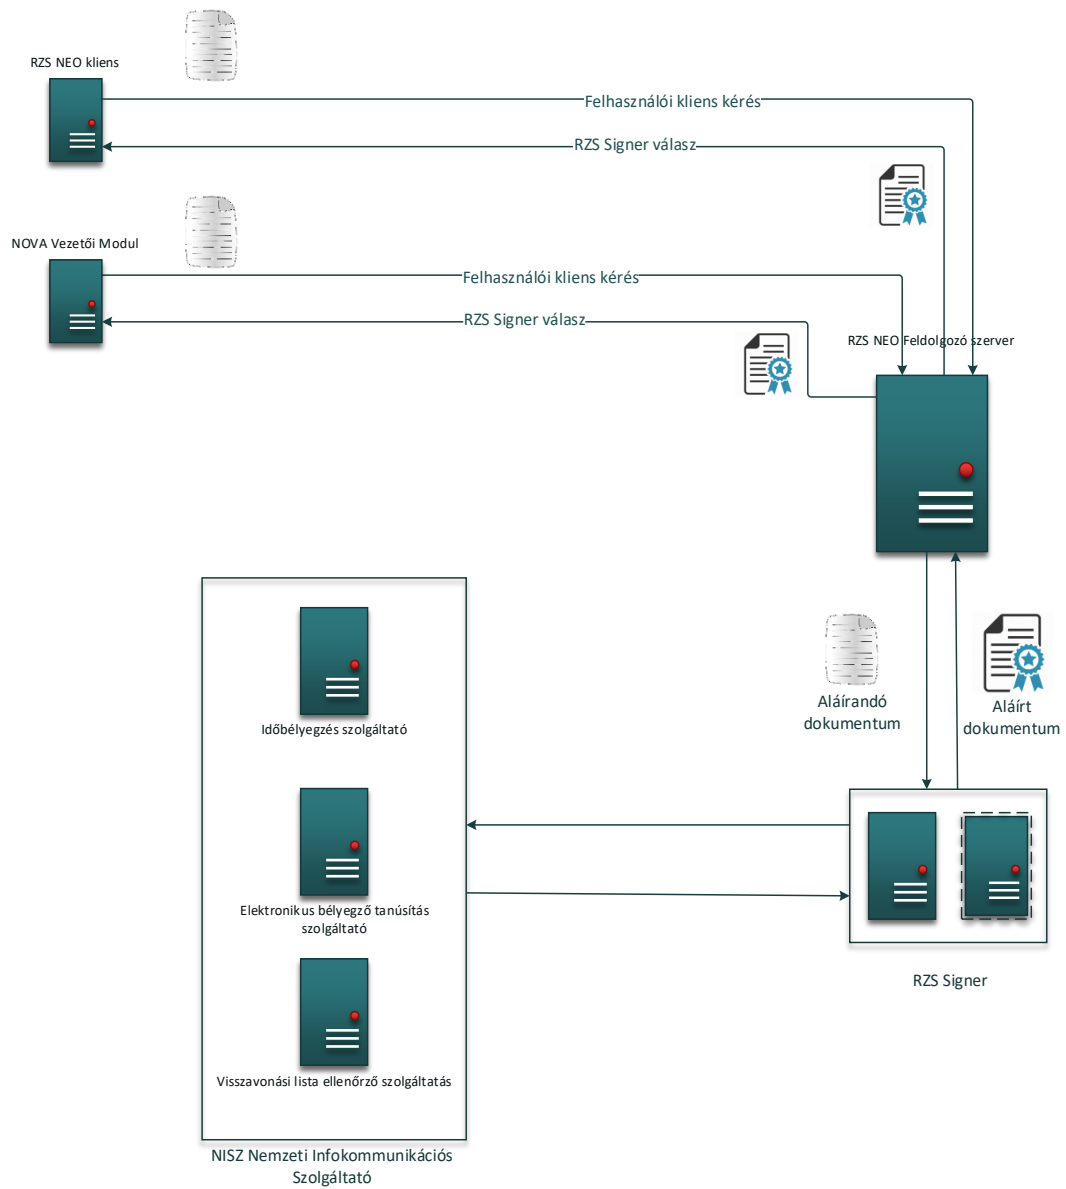 RZS NEO kliens
Felhasználói kliens kérés
RZS Signer válasz
NOVA Vezetői Modul
Felhasználói kliens kérés
RZS Signer válasz
RZS NEO Feldolgozó szerver
Aláírandó
dokumentum
Aláírt
dokumentum
Időbélyegzés szolgáltató
Elektronikus bélyegző tanúsítás
szolgáltató
RZS Signer
Visszavonási lista ellenőrző szolgáltatás
NISZ Nemzeti Infokommunikációs
Szolgáltató